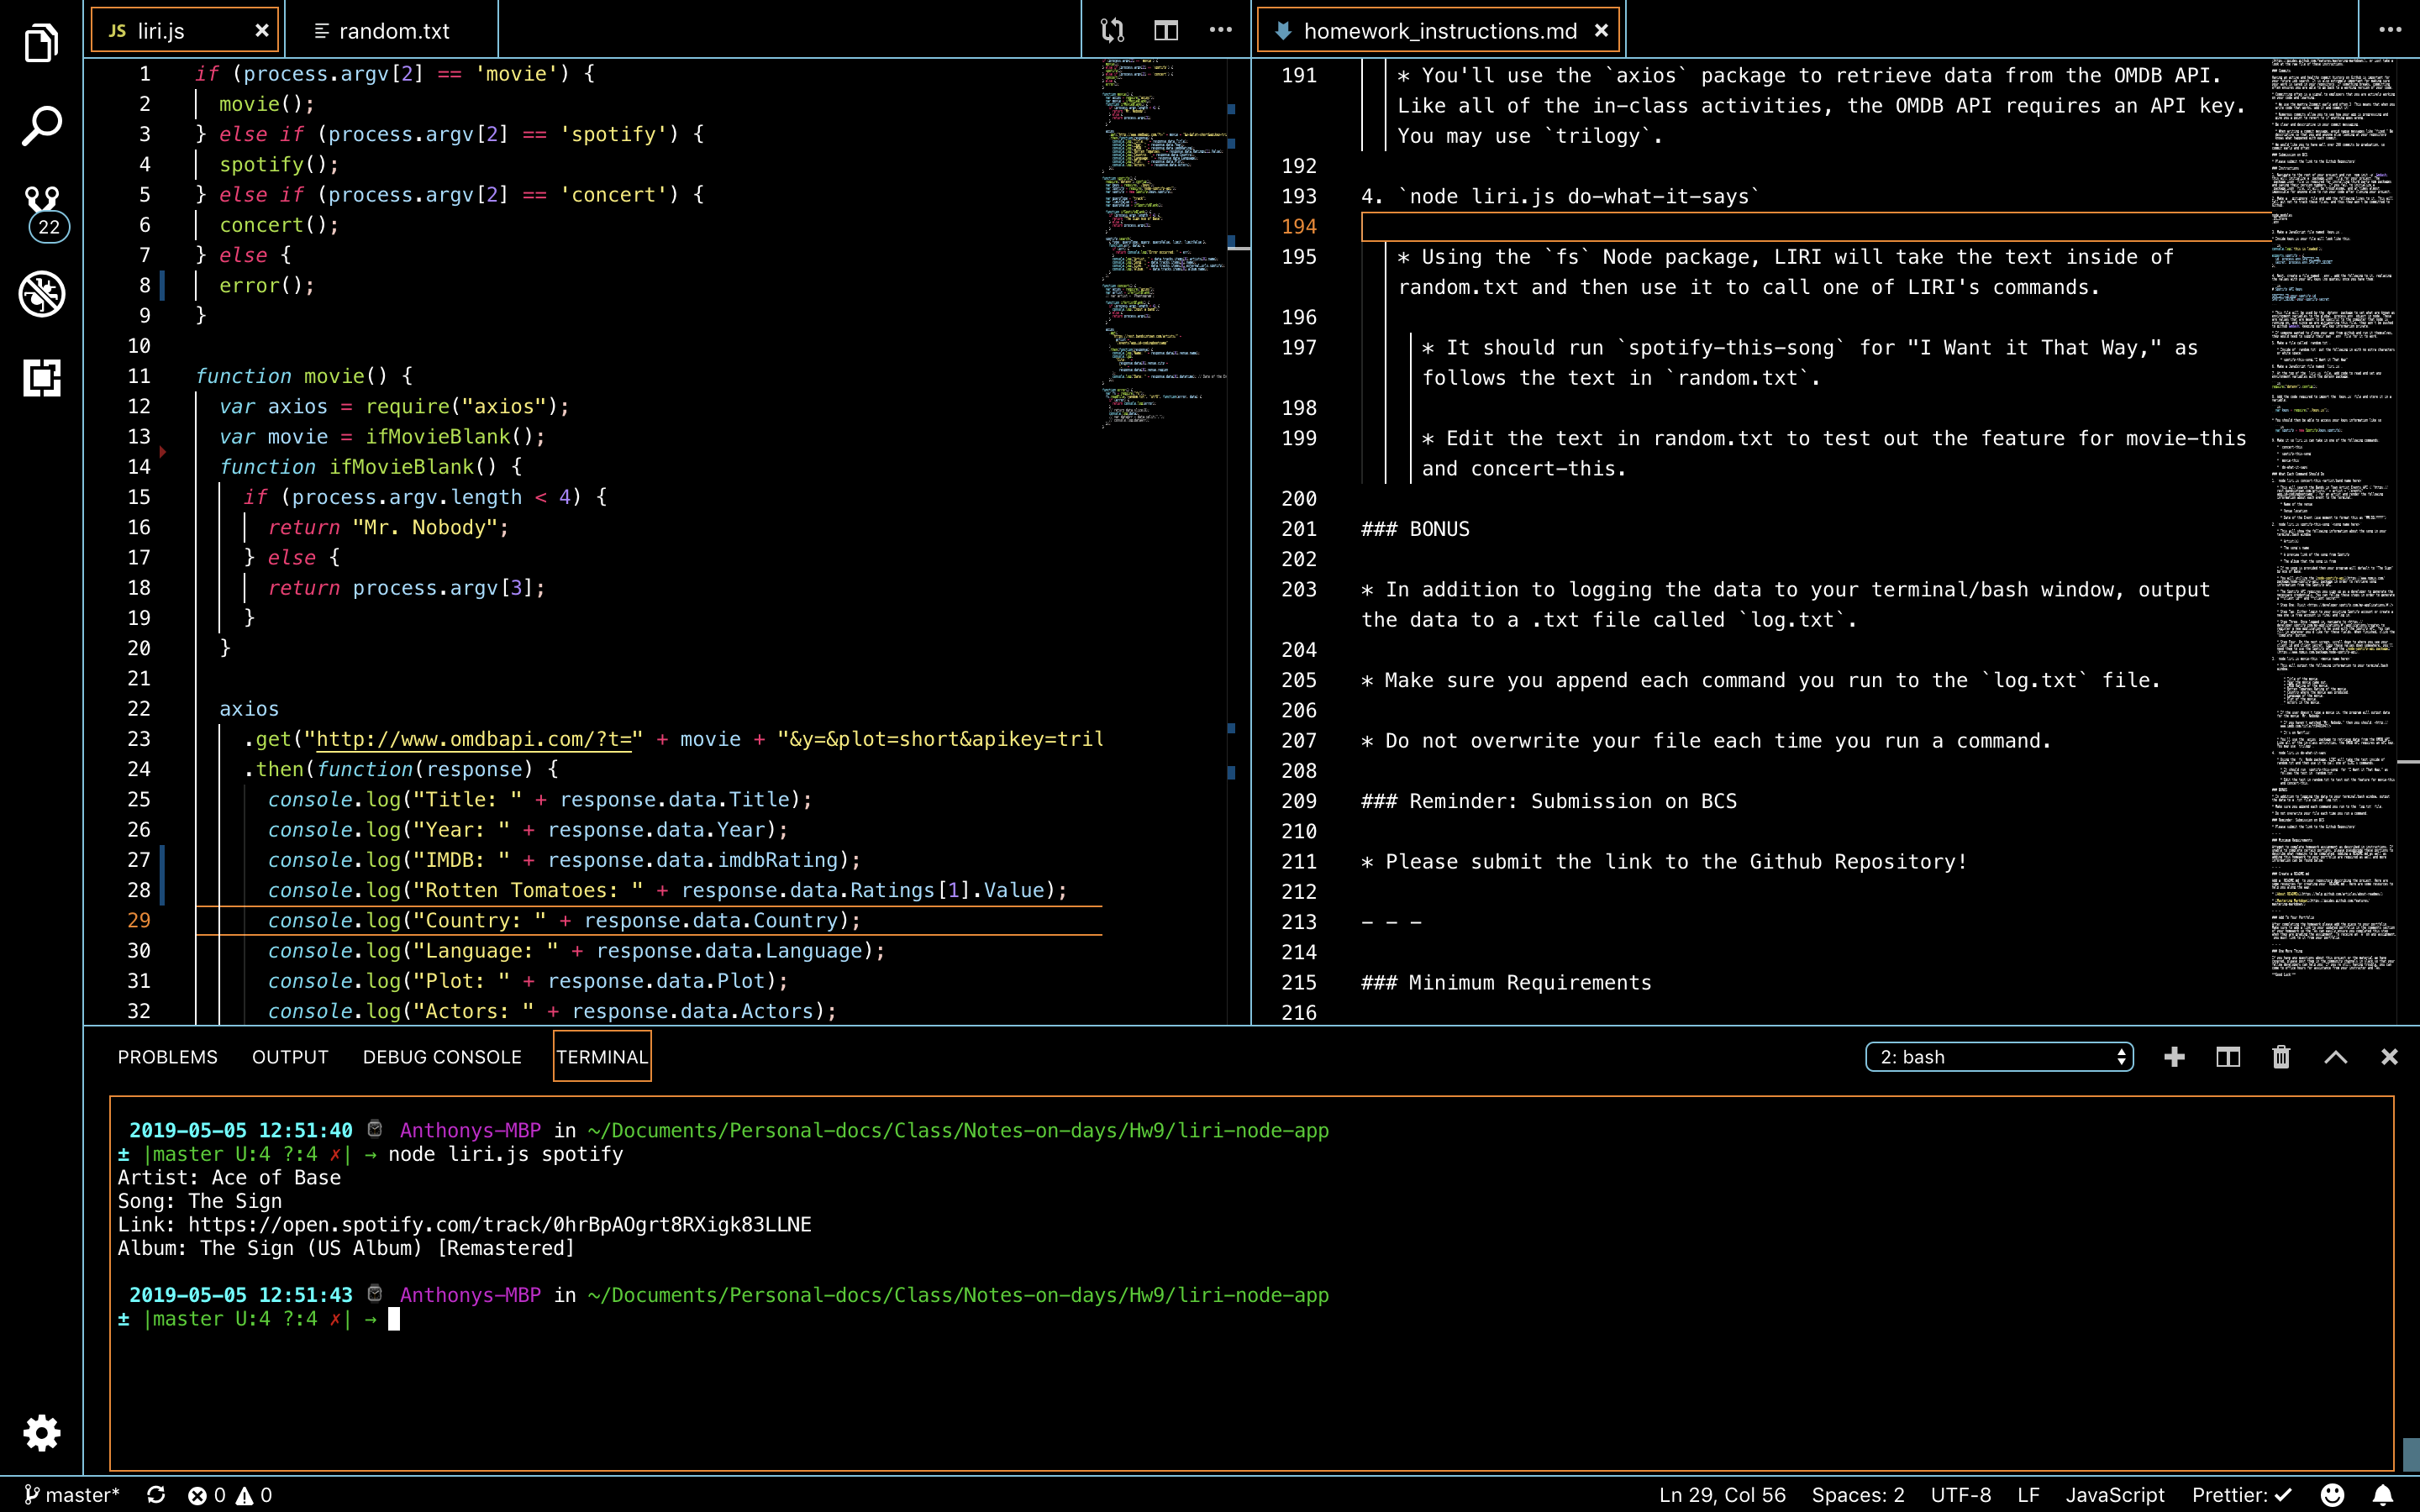 JS liri.js ×
random.txt
homework_instructions.md ×
22
1 if (process.argv[2] == 'movie') {
2 movie();
3 } else if (process.argv[2] == 'spotify') {
4 spotify();
5 } else if (process.argv[2] == 'concert') {
6 concert();
7 } else {
8 error();
9 }
10
11 function movie() {
12 var axios = require("axios");
13 var movie = ifMovieBlank();
14 function ifMovieBlank() {
15 if (process.argv.length < 4) {
16 return "Mr. Nobody";
17 } else {
18 return process.argv[3];
19 }
20 }
21
22 axios
23 .get("http://www.omdbapi.com/?t=" + movie + "&y=&plot=short&apikey=tril
24 .then(function(response) {
25 console.log("Title: " + response.data.Title);
26 console.log("Year: " + response.data.Year);
27 console.log("IMDB: " + response.data.imdbRating);
28 console.log("Rotten Tomatoes: " + response.data.Ratings[1].Value);
29 console.log("Country: " + response.data.Country);
30 console.log("Language: " + response.data.Language);
31 console.log("Plot: " + response.data.Plot);
32 console.log("Actors: " + response.data.Actors);
191 * You'll use the `axios` package to retrieve data from the OMDB API.
Like all of the in-class activities, the OMDB API requires an API key.
You may use `trilogy`.
192
193 4. `node liri.js do-what-it-says`
194
195 * Using the `fs` Node package, LIRI will take the text inside of
random.txt and then use it to call one of LIRI's commands.
196
197 * It should run `spotify-this-song` for "I Want it That Way," as
follows the text in `random.txt`.
198
199 * Edit the text in random.txt to test out the feature for movie-this
and concert-this.
200
201 ### BONUS
202
203 * In addition to logging the data to your terminal/bash window, output
the data to a .txt file called `log.txt`.
204
205 * Make sure you append each command you run to the `log.txt` file.
206
207 * Do not overwrite your file each time you run a command.
208
209 ### Reminder: Submission on BCS
210
211 * Please submit the link to the Github Repository!
212
213 - - -
214
215 ### Minimum Requirements
216
PROBLEMS OUTPUT DEBUG CONSOLE TERMINAL
2: bash
2019-05-05 12:51:40 Anthonys-MBP in ~/Documents/Personal-docs/Class/Notes-on-days/Hw9/liri-node-app
± |master U:4 ?:4 ✗| → node liri.js spotify
Artist: Ace of Base
Song: The Sign
Link: https://open.spotify.com/track/0hrBpAOgrt8RXigk83LLNE
Album: The Sign (US Album) [Remastered]
2019-05-05 12:51:43 Anthonys-MBP in ~/Documents/Personal-docs/Class/Notes-on-days/Hw9/liri-node-app
± |master U:4 ?:4 ✗| →
master* 0 0
Ln 29, Col 56 Spaces: 2 UTF-8 LF JavaScript Prettier: ✓